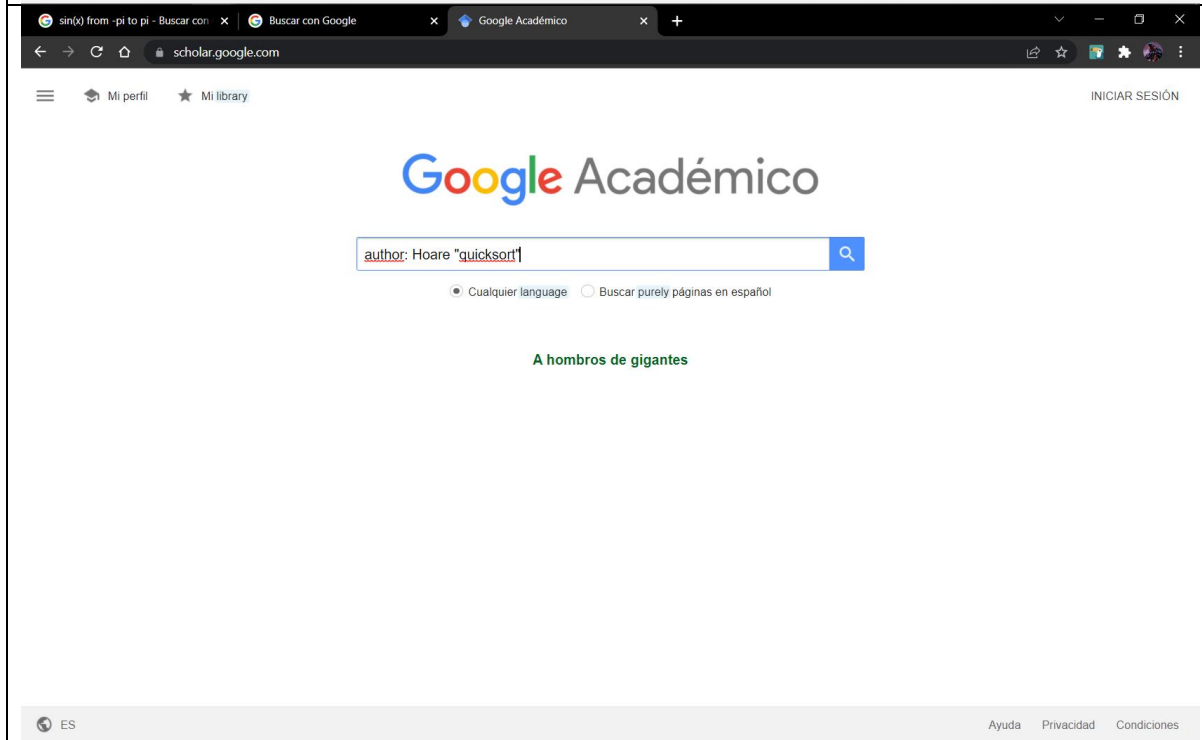 sin(x) from -pi to pi - Buscar con
Buscar con Google
Google Académico
scholar.google.com
Mi perfil
Mi library
INICIAR SESIÓN
Google Académico
author: Hoare "quicksort"
Cualquier language
Buscar purely páginas en español
A hombros de gigantes
ES
Ayuda
Privacidad
Condiciones